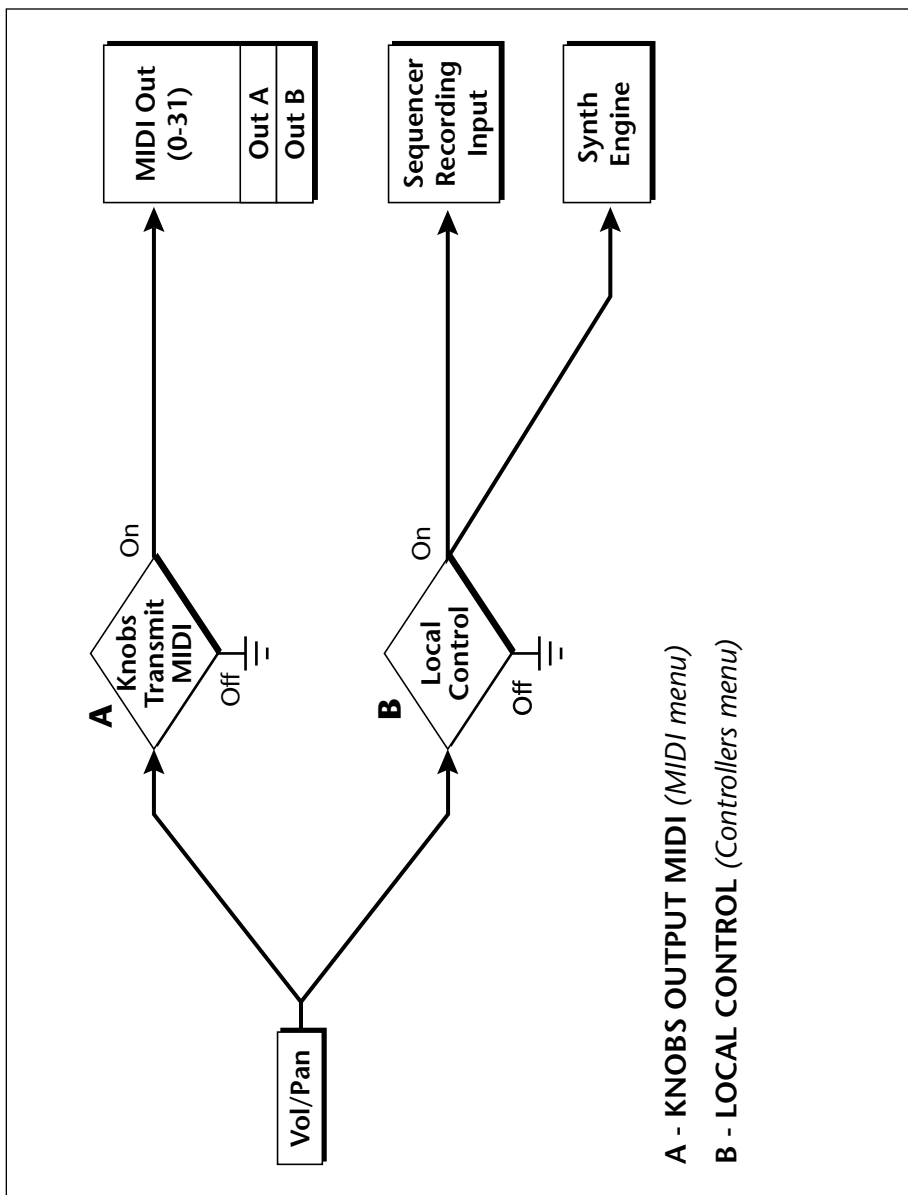 Vol/Pan
A
Knobs
Transmit
MIDI
On
Off
MIDI Out
(0-31)
Out A
Out B
B
Local
Control
On
Off
Sequencer
Recording
Input
Synth
Engine
A - KNOBS OUTPUT MIDI (MIDI menu)
B - LOCAL CONTROL (Controllers menu)